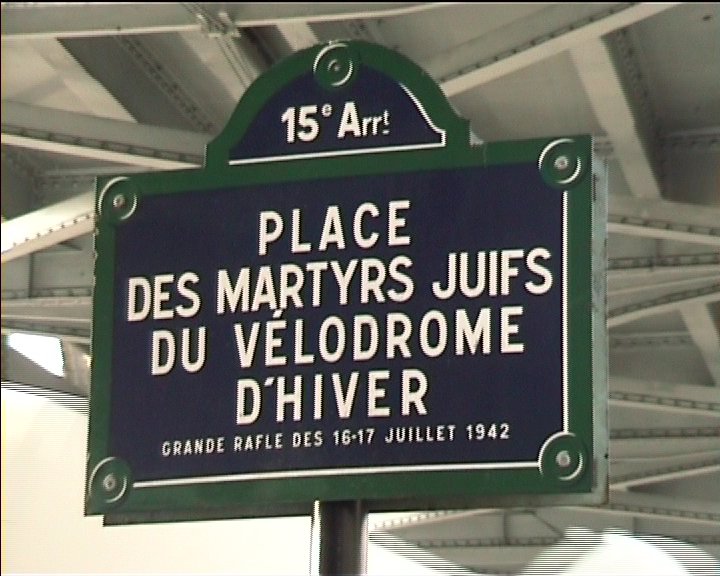 15e Arrt
PLACE
DES MARTYRS JUIFS
DU VÉLODROME
D'HIVER
GRANDE RAFLE DES 16-17 JUILLET 1942